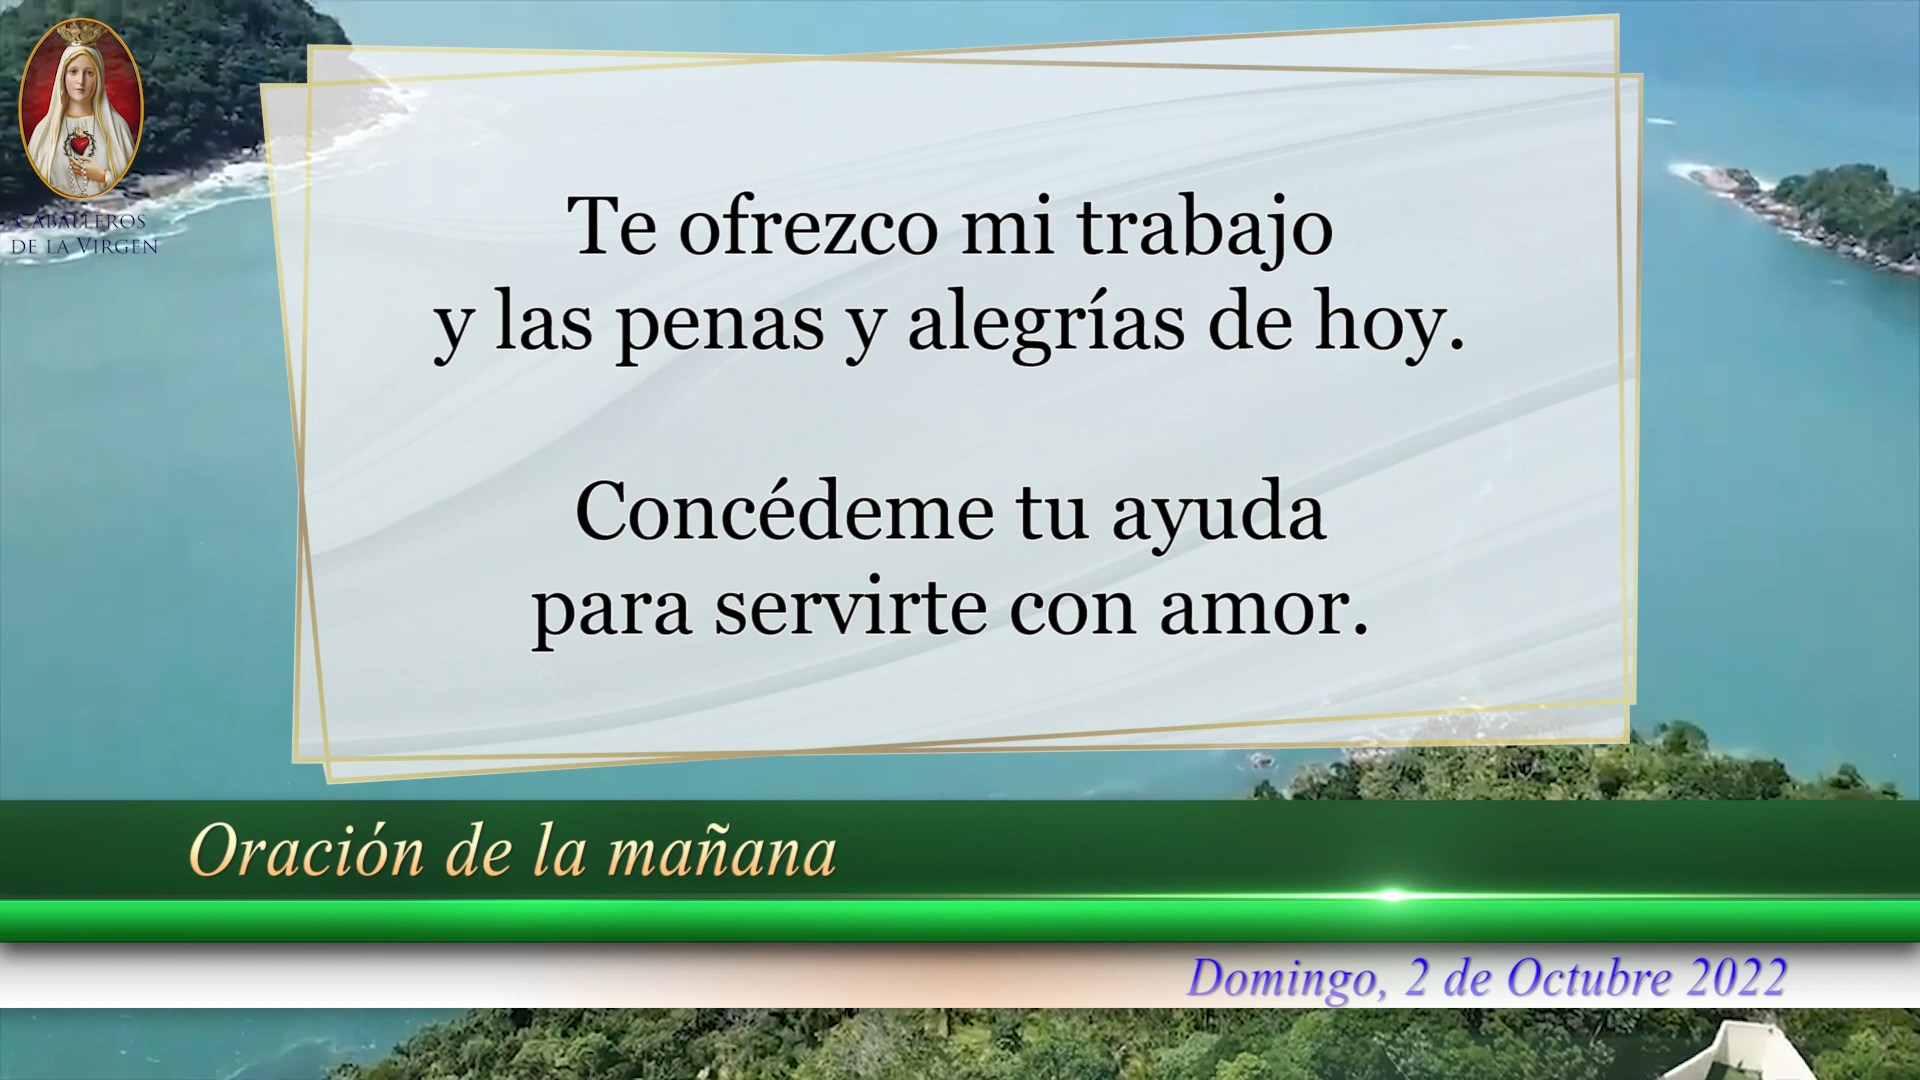 CABALLEROS
DE LA VIRGEN
Te ofrezco mi trabajo
y las penas y alegrías de hoy.
Concédeme tu ayuda
para servirte con amor.
Oración de la mañana
Domingo, 2 de Octubre 2022